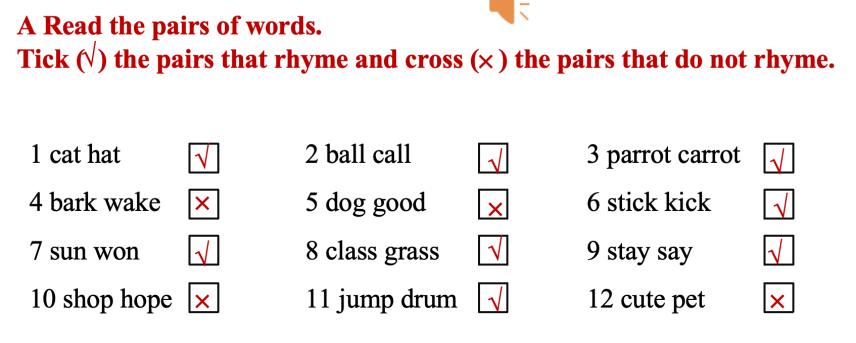 A Read the pairs of words.
Tick (√) the pairs that rhyme and cross (×) the pairs that do not rhyme.
1 cat hat √ 2 ball call √ 3 parrot carrot √
4 bark wake × 5 dog good × 6 stick kick √
7 sun won √ 8 class grass √ 9 stay say √
10 shop hope × 11 jump drum √ 12 cute pet ×